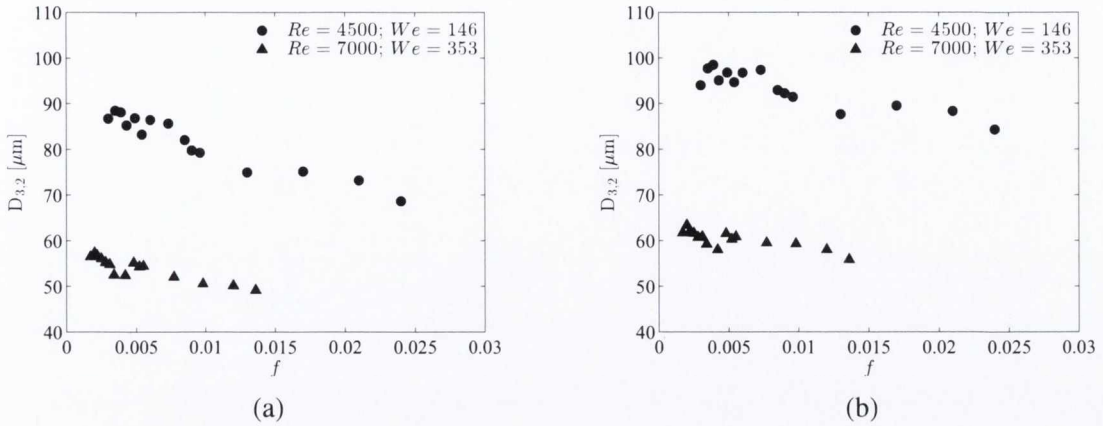 110
100
90
80
70
60
50
40
D3,2 [μm]
● Re = 4500; We = 146
▲ Re = 7000; We = 353
0 0.005 0.01 0.015 0.02 0.025 0.03
f
(a)
110
100
90
80
70
60
50
40
D3,2 [μm]
● Re = 4500; We = 146
▲ Re = 7000; We = 353
0 0.005 0.01 0.015 0.02 0.025 0.03
f
(b)